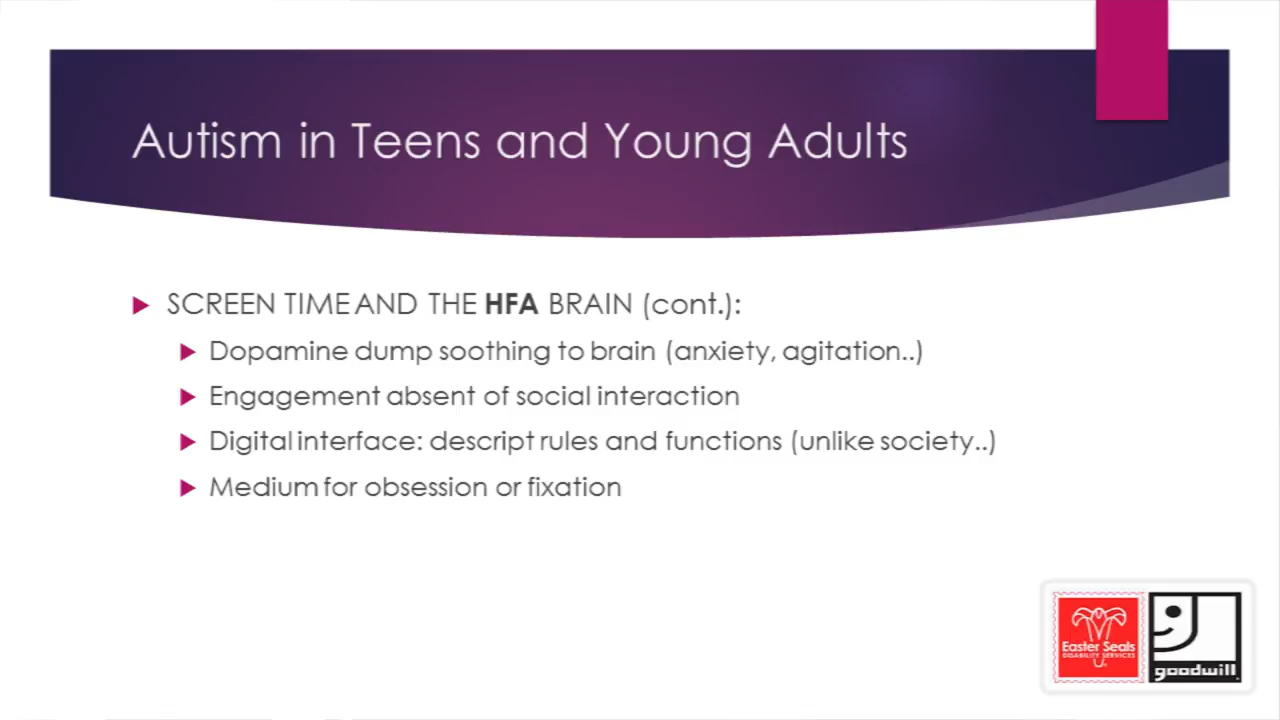 Autism in Teens and Young Adults
SCREEN TIME AND THE HFA BRAIN (cont.):
Dopamine dump soothing to brain (anxiety, agitation..)
Engagement absent of social interaction
Digital interface: descript rules and functions (unlike society..)
Medium for obsession or fixation
Easter Seals
DISABILITY SERVICES
goodwill